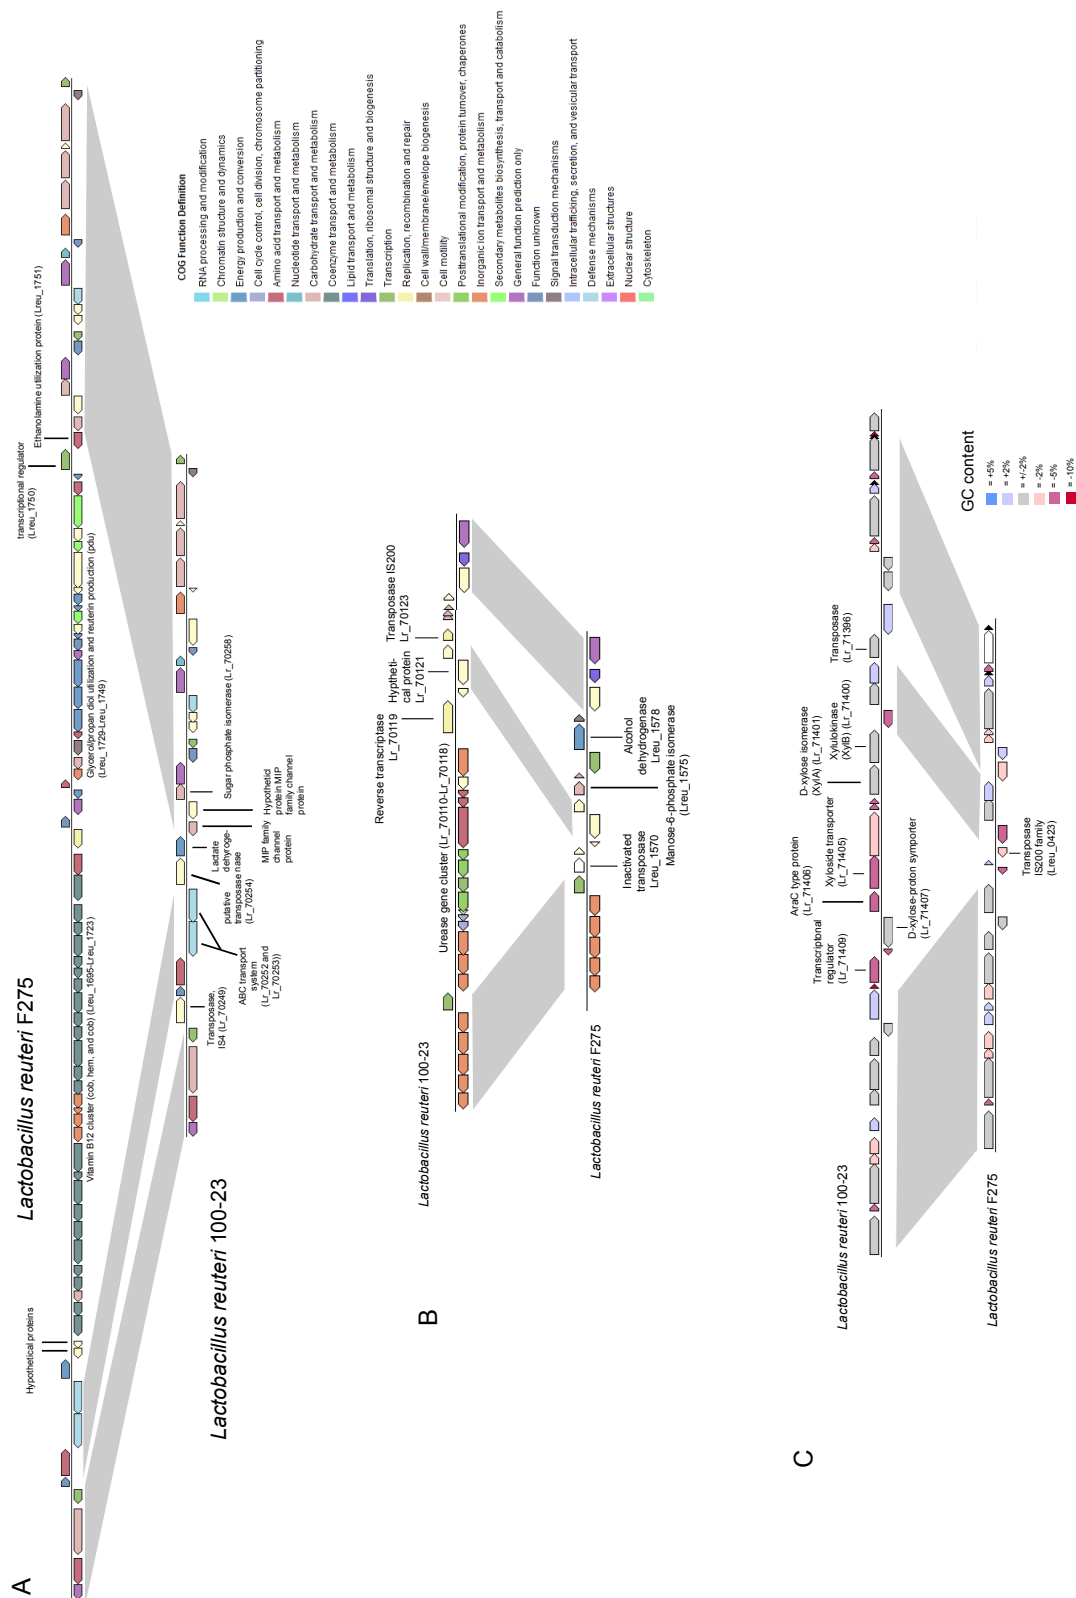 A
Lactobacillus reuteri F275
Hypothetical proteins
Vitamin B12 cluster (cob, hem, and cob) (Lreu_1695-Lreu_1723)
Glycerol/propan diol utilization and reuterin production (pdu)
(Lreu_1729-Lreu_1749)
transcriptional regulator
(Lreu_1750)
Ethanolamine utilization protein (Lreu_1751)
Lactobacillus reuteri 100-23
Transposase,
IS4 (Lr_70249)
ABC transport
system
(Lr_70252 and
Lr_70253))
putative
transposase
(Lr_70254)
Lactate
dehyroge-
nase
MIP family
channel
protein
Hypothetid
protein MIP
family channel
protein
Sugar phosphate isomerase (Lr_70258)
COG Function Definition
RNA processing and modification
Chromatin structure and dynamics
Energy production and conversion
Cell cycle control, cell division, chromosome partitioning
Amino acid transport and metabolism
Nucleotide transport and metabolism
Carbohydrate transport and metabolism
Coenzyme transport and metabolism
Lipid transport and metabolism
Translation, ribosomal structure and biogenesis
Transcription
Replication, recombination and repair
Cell wall/membrane/envelope biogenesis
Cell motility
Posttranslational modification, protein turnover, chaperones
Inorganic ion transport and metabolism
Secondary metabolites biosynthesis, transport and catabolism
General function prediction only
Function unknown
Signal transduction mechanisms
Intracellular trafficking, secretion, and vesicular transport
Defense mechanisms
Extracellular structures
Nuclear structure
Cytoskeleton
B
Lactobacillus reuteri 100-23
Urease gene cluster (Lr_70110-Lr_70118)
Reverse transcriptase
Lr_70119
Hyptheti-
cal protein
Lr_70121
Transposase IS200
Lr_70123
Lactobacillus reuteri F275
Inactivated
transposase
Lreu_1570
Manose-6-phosphate isomerase
(Lreu_1575)
Alcohol
dehydrogenase
Lreu_1578
C
Lactobacillus reuteri 100-23
Transcriptonal
regulator
(Lr_71409)
D-xylose-proton symporter
(Lr_71407)
AraC type protein
(Lr_71406)
Xyloside transporter
(Lr_71405)
D-xylose isomerase
(XylA) (Lr_71401)
Xylulokinase
(XylB) (Lr_71400)
Transposase
(Lr_71396)
Lactobacillus reuteri F275
Transposase
IS200 family
(Lreu_0423)
GC content
= +5%
= +2%
= +/-2%
= -2%
= -5%
= -10%